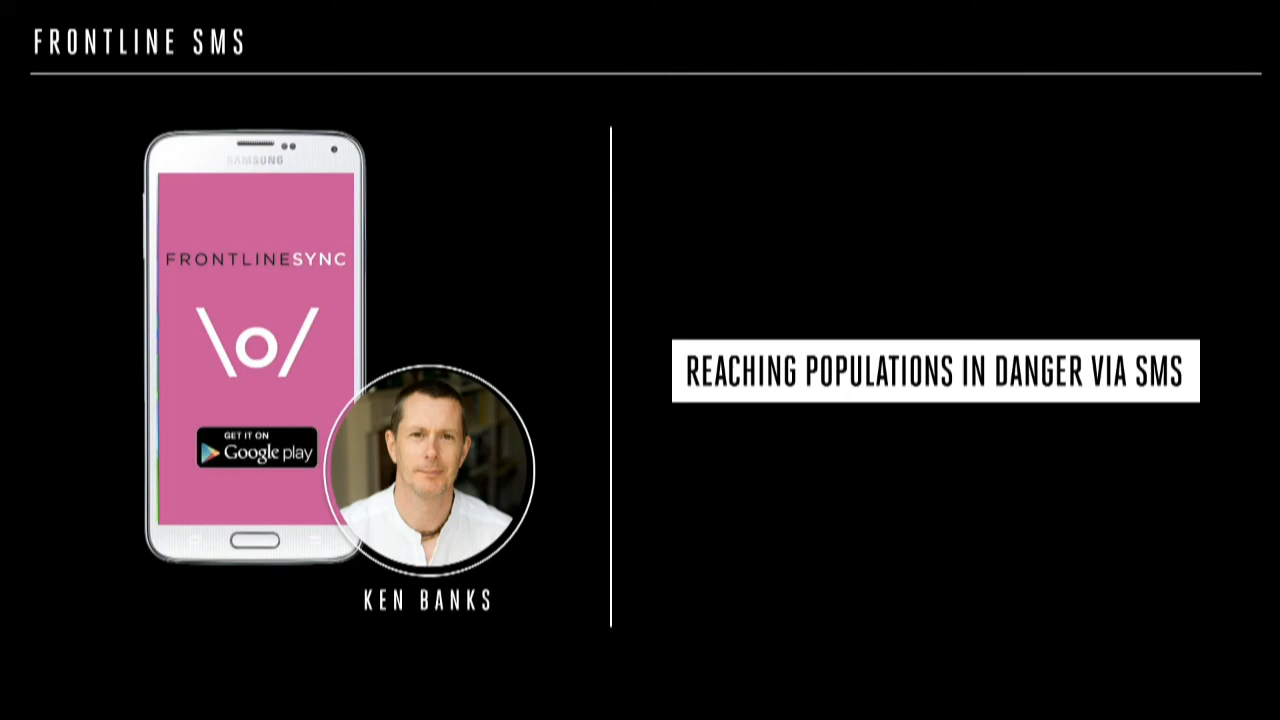 FRONTLINE SMS
SAMSUNG
FRONTLINESYNC
\o/
GET IT ON
Google play
KEN BANKS
REACHING POPULATIONS IN DANGER VIA SMS